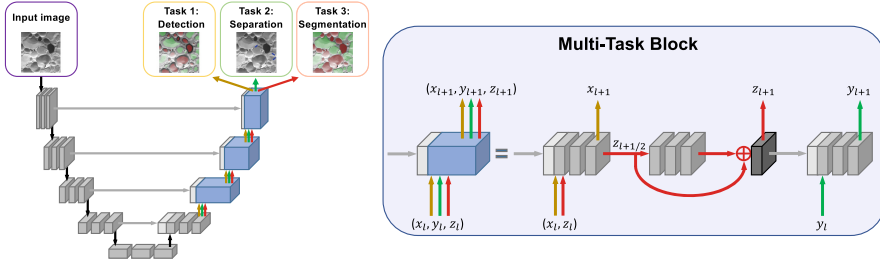 Input image
Task 1:
Detection
Task 2:
Separation
Task 3:
Segmentation
Multi-Task Block
(x_{l+1}, y_{l+1}, z_{l+1})
x_{l+1}
z_{l+1}
y_{l+1}
z_{l+1/2}
=
(x_l, y_l, z_l)
(x_l, z_l)
y_l